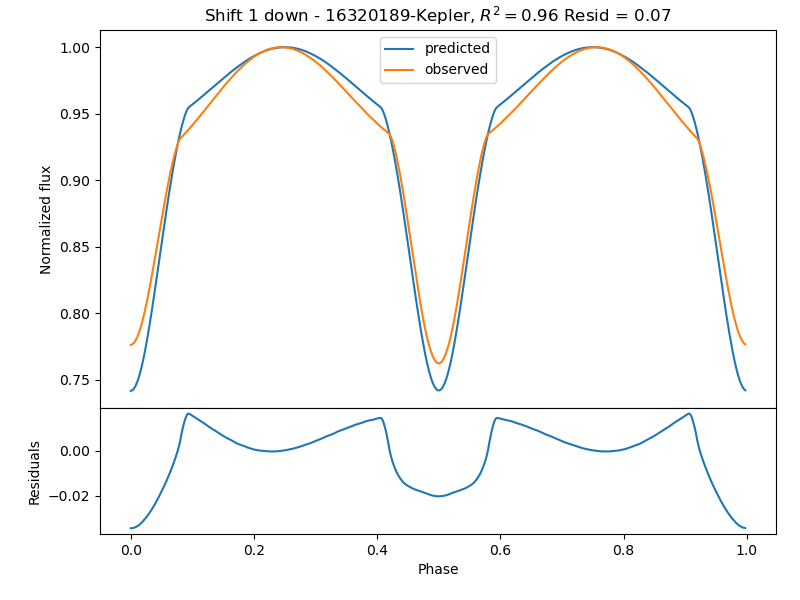 Shift 1 down - 16320189-Kepler, R² = 0.96 Resid = 0.07
predicted
observed
Normalized flux
1.00
0.95
0.90
0.85
0.80
0.75
Residuals
0.00
−0.02
0.0
0.2
0.4
0.6
0.8
1.0
Phase